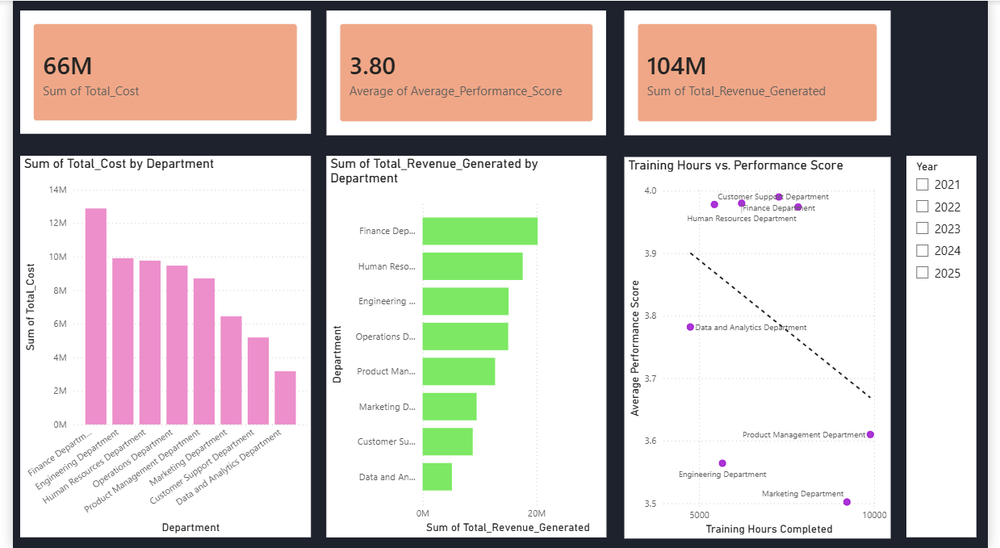 66M
Sum of Total_Cost
3.80
Average of Average_Performance_Score
104M
Sum of Total_Revenue_Generated
Sum of Total_Cost by Department
14M
12M
10M
8M
6M
4M
2M
0M
Sum of Total_Cost
Finance Departm...
Engineering Department
Human Resources Department
Operations Department
Product Management Department
Marketing Department
Customer Support Department
Data and Analytics Department
Department
Sum of Total_Revenue_Generated by
Department
Department
Finance Dep...
Human Reso...
Engineering ...
Operations D...
Product Man...
Marketing D...
Customer Su...
Data and An...
0M
20M
Sum of Total_Revenue_Generated
Training Hours vs. Performance Score
Average Performance Score
4.0
3.9
3.8
3.7
3.6
3.5
Customer Support Department
Finance Department
Human Resources Department
Data and Analytics Department
Product Management Department
Engineering Department
Marketing Department
5000
10000
Training Hours Completed
Year
2021
2022
2023
2024
2025